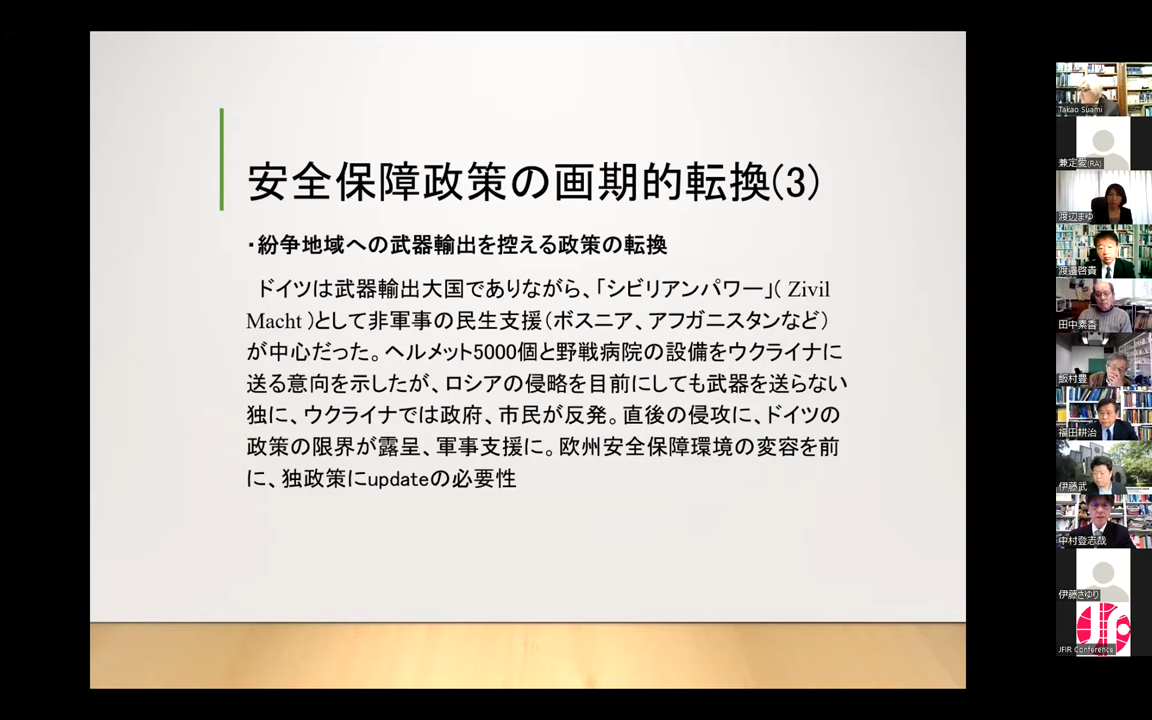 安全保障政策の画期的転換(3)
・紛争地域への武器輸出を控える政策の転換
ドイツは武器輸出大国でありながら、「シビリアンパワー」( Zivil
Macht )として非軍事の民生支援(ボスニア、アフガニスタンなど)
が中心だった。ヘルメット5000個と野戦病院の設備をウクライナに
送る意向を示したが、ロシアの侵略を目前にしても武器を送らない
独に、ウクライナでは政府、市民が反発。直後の侵攻に、ドイツの
政策の限界が露呈、軍事支援に。欧州安全保障環境の変容を前
に、独政策にupdateの必要性
Takao Suami
兼定愛(RA)
渡辺まゆ
渡邊啓貴
田中素香
飯村豊
福田耕治
伊藤武
中村登志哉
伊藤さゆり
JFIR Conference